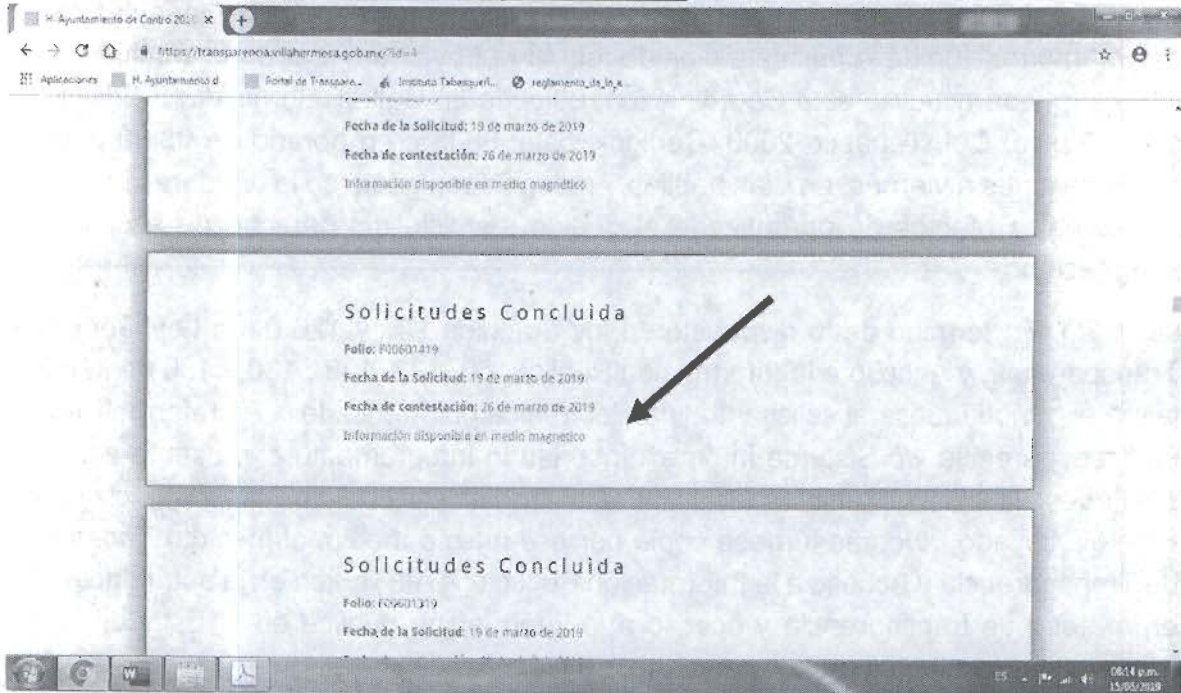 H. Ayuntamiento de Centro 201
https://transparencia.villahermosa.gob.mx/?id=
Aplicaciones H. Ayuntamiento d Portal de Transpare... Instituto Tabasqueñ... reglamento_de_la_a
Fecha de la Solicitud: 19 de marzo de 2019
Fecha de contestación: 26 de marzo de 2019
Información disponible en medio magnético
Solicitudes Concluida
Folio: F00601419
Fecha de la Solicitud: 19 de marzo de 2019
Fecha de contestación: 26 de marzo de 2019
Información disponible en medio magnetico
Solicitudes Concluida
Folio: F00601319
Fecha de la Solicitud: 19 de marzo de 2019
ES 08:14 p.m.
15/05/2019